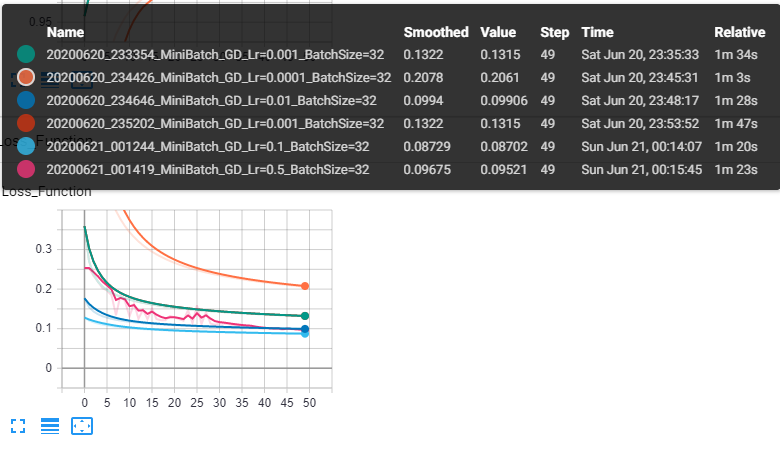 0.95
Name Smoothed Value Step Time Relative
20200620_233354_MiniBatch_GD_Lr=0.001_BatchSize=32 0.1322 0.1315 49 Sat Jun 20, 23:35:33 1m 34s
20200620_234426_MiniBatch_GD_Lr=0.0001_BatchSize=32 0.2078 0.2061 49 Sat Jun 20, 23:45:31 1m 3s
20200620_234646_MiniBatch_GD_Lr=0.01_BatchSize=32 0.0994 0.09906 49 Sat Jun 20, 23:48:17 1m 28s
20200620_235202_MiniBatch_GD_Lr=0.001_BatchSize=32 0.1322 0.1315 49 Sat Jun 20, 23:53:52 1m 47s
Loss_Function
20200621_001244_MiniBatch_GD_Lr=0.1_BatchSize=32 0.08729 0.08702 49 Sun Jun 21, 00:14:07 1m 20s
20200621_001419_MiniBatch_GD_Lr=0.5_BatchSize=32 0.09675 0.09521 49 Sun Jun 21, 00:15:45 1m 23s
Loss_Function
0.3
0.2
0.1
0
0 5 10 15 20 25 30 35 40 45 50